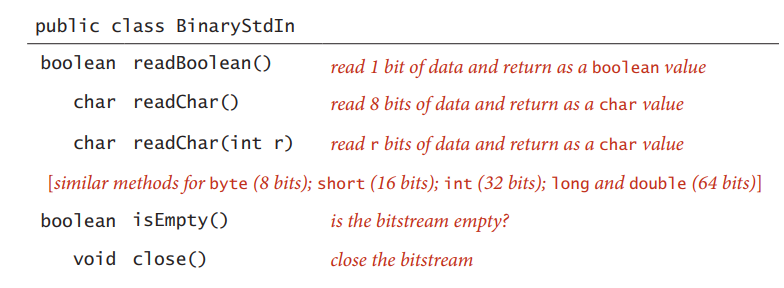 public class BinaryStdIn
boolean readBoolean() read 1 bit of data and return as a boolean value
char readChar() read 8 bits of data and return as a char value
char readChar(int r) read r bits of data and return as a char value
[similar methods for byte (8 bits); short (16 bits); int (32 bits); long and double (64 bits)]
boolean isEmpty() is the bitstream empty?
void close() close the bitstream